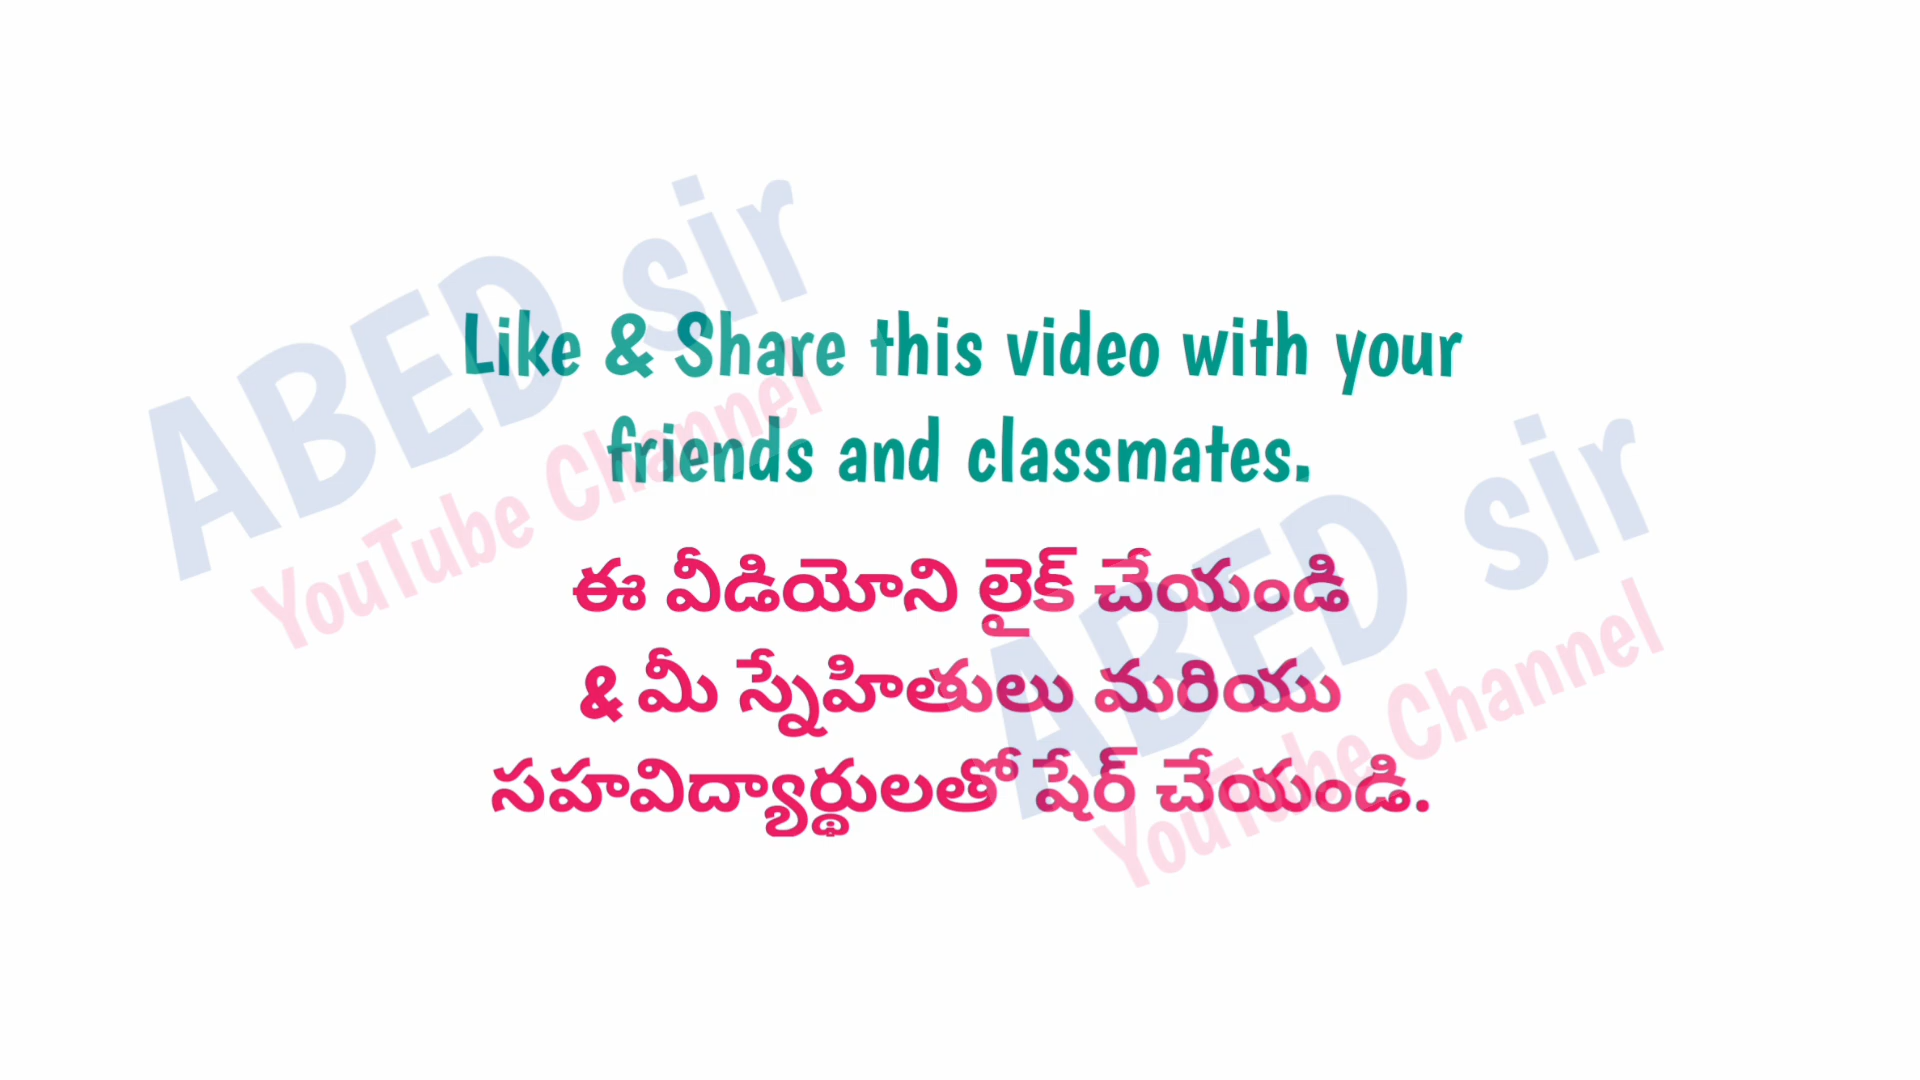 ABED sir
YouTube Channel
Like & Share this video with your
friends and classmates.
ఈ వీడియోని లైక్ చేయండి
& మీ స్నేహితులు మరియు
సహవిద్యార్థులతో షేర్ చేయండి.
ABED sir
YouTube Channel